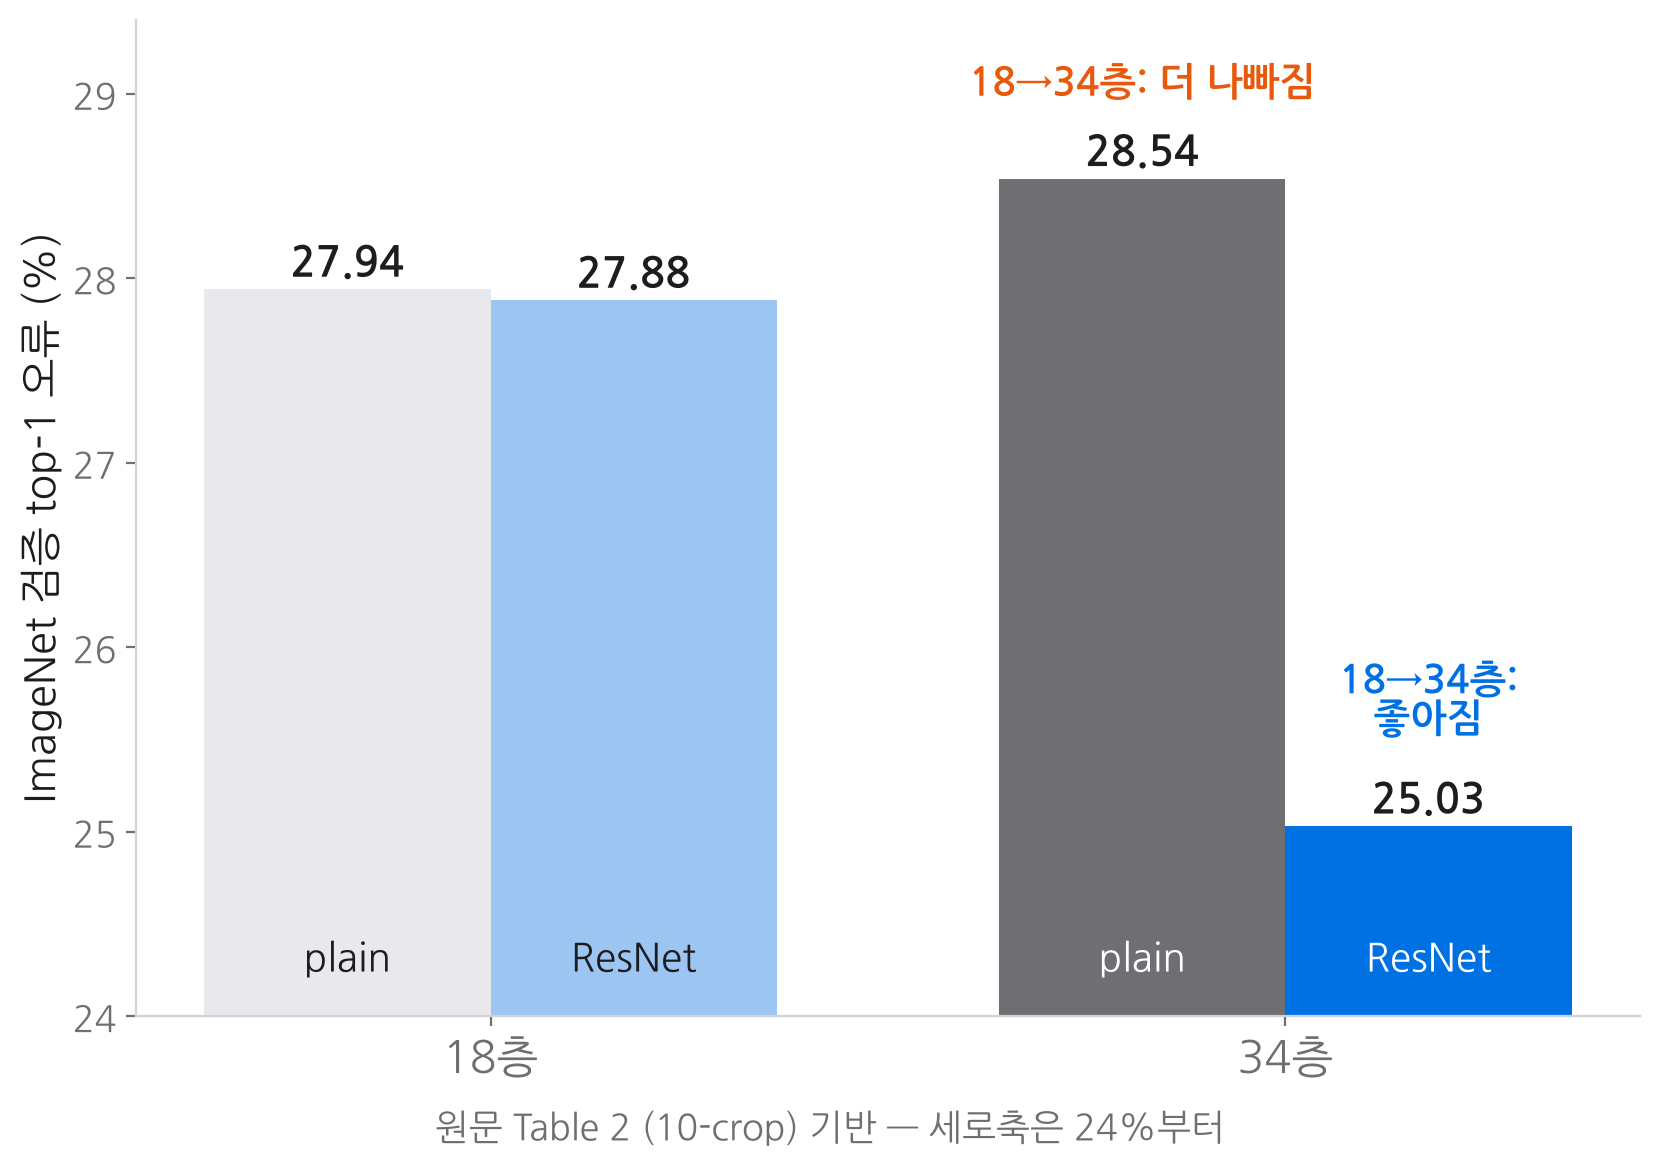 18→34층: 더 나빠짐
28.54
27.94
27.88
18→34층:
좋아짐
25.03
plain
ResNet
plain
ResNet
ImageNet 검증 top-1 오류 (%)
29
28
27
26
25
24
18층
34층
원문 Table 2 (10-crop) 기반 — 세로축은 24%부터